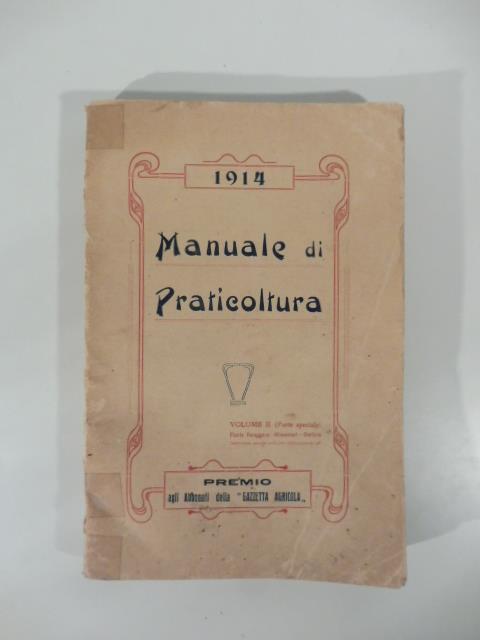 1914
Manuale di
Praticoltura
VOLUME II (Parte speciale)
PREMIO
agli Abbonati della "GAZZETTA AGRICOLA„